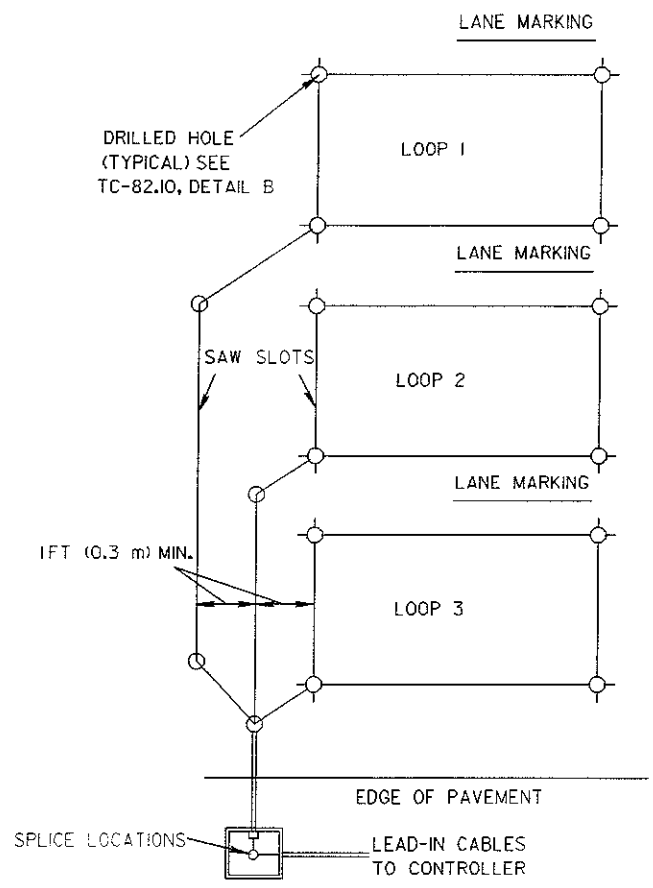 LANE MARKING
DRILLED HOLE
(TYPICAL) SEE
TC-82.10, DETAIL B
LOOP 1
LANE MARKING
SAW SLOTS
LOOP 2
LANE MARKING
1FT (0.3 m) MIN.
LOOP 3
EDGE OF PAVEMENT
SPLICE LOCATIONS
LEAD-IN CABLES
TO CONTROLLER